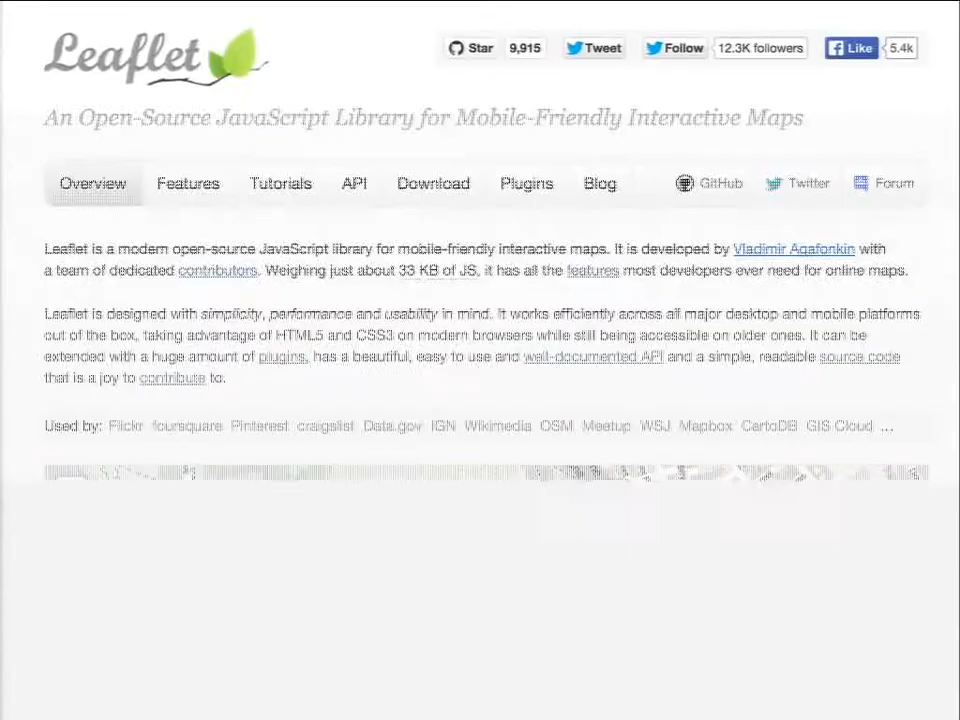 Leaflet
Star 9,915 Tweet Follow 12.3K followers Like 5.4k
An Open-Source JavaScript Library for Mobile-Friendly Interactive Maps
Overview Features Tutorials API Download Plugins Blog GitHub Twitter Forum
Leaflet is a modern open-source JavaScript library for mobile-friendly interactive maps. It is developed by Vladimir Agafonkin with
a team of dedicated contributors. Weighing just about 33 KB of JS, it has all the features most developers ever need for online maps.
Leaflet is designed with simplicity, performance and usability in mind. It works efficiently across all major desktop and mobile platforms
out of the box, taking advantage of HTML5 and CSS3 on modern browsers while still being accessible on older ones. It can be
extended with a huge amount of plugins, has a beautiful, easy to use and well-documented API and a simple, readable source code
that is a joy to contribute to.
Used by: Flickr foursquare Pinterest craigslist Data.gov IGN Wikimedia OSM Meetup WSJ Mapbox CartoDB GIS Cloud ...